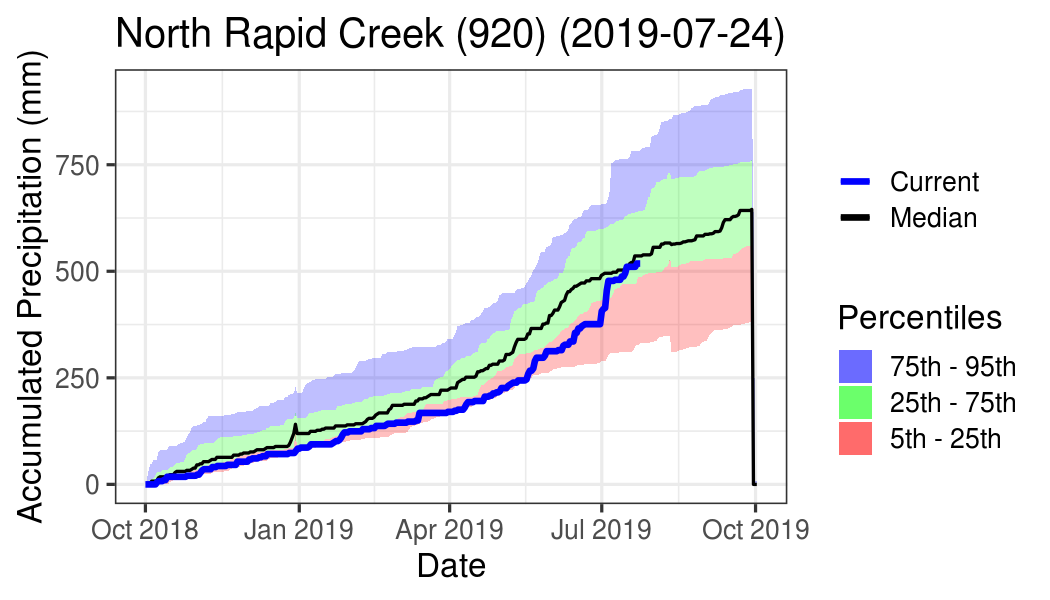 North Rapid Creek (920) (2019-07-24)
Accumulated Precipitation (mm)
750
500
250
0
Oct 2018
Jan 2019
Apr 2019
Jul 2019
Oct 2019
Date
Current
Median
Percentiles
75th - 95th
25th - 75th
5th - 25th